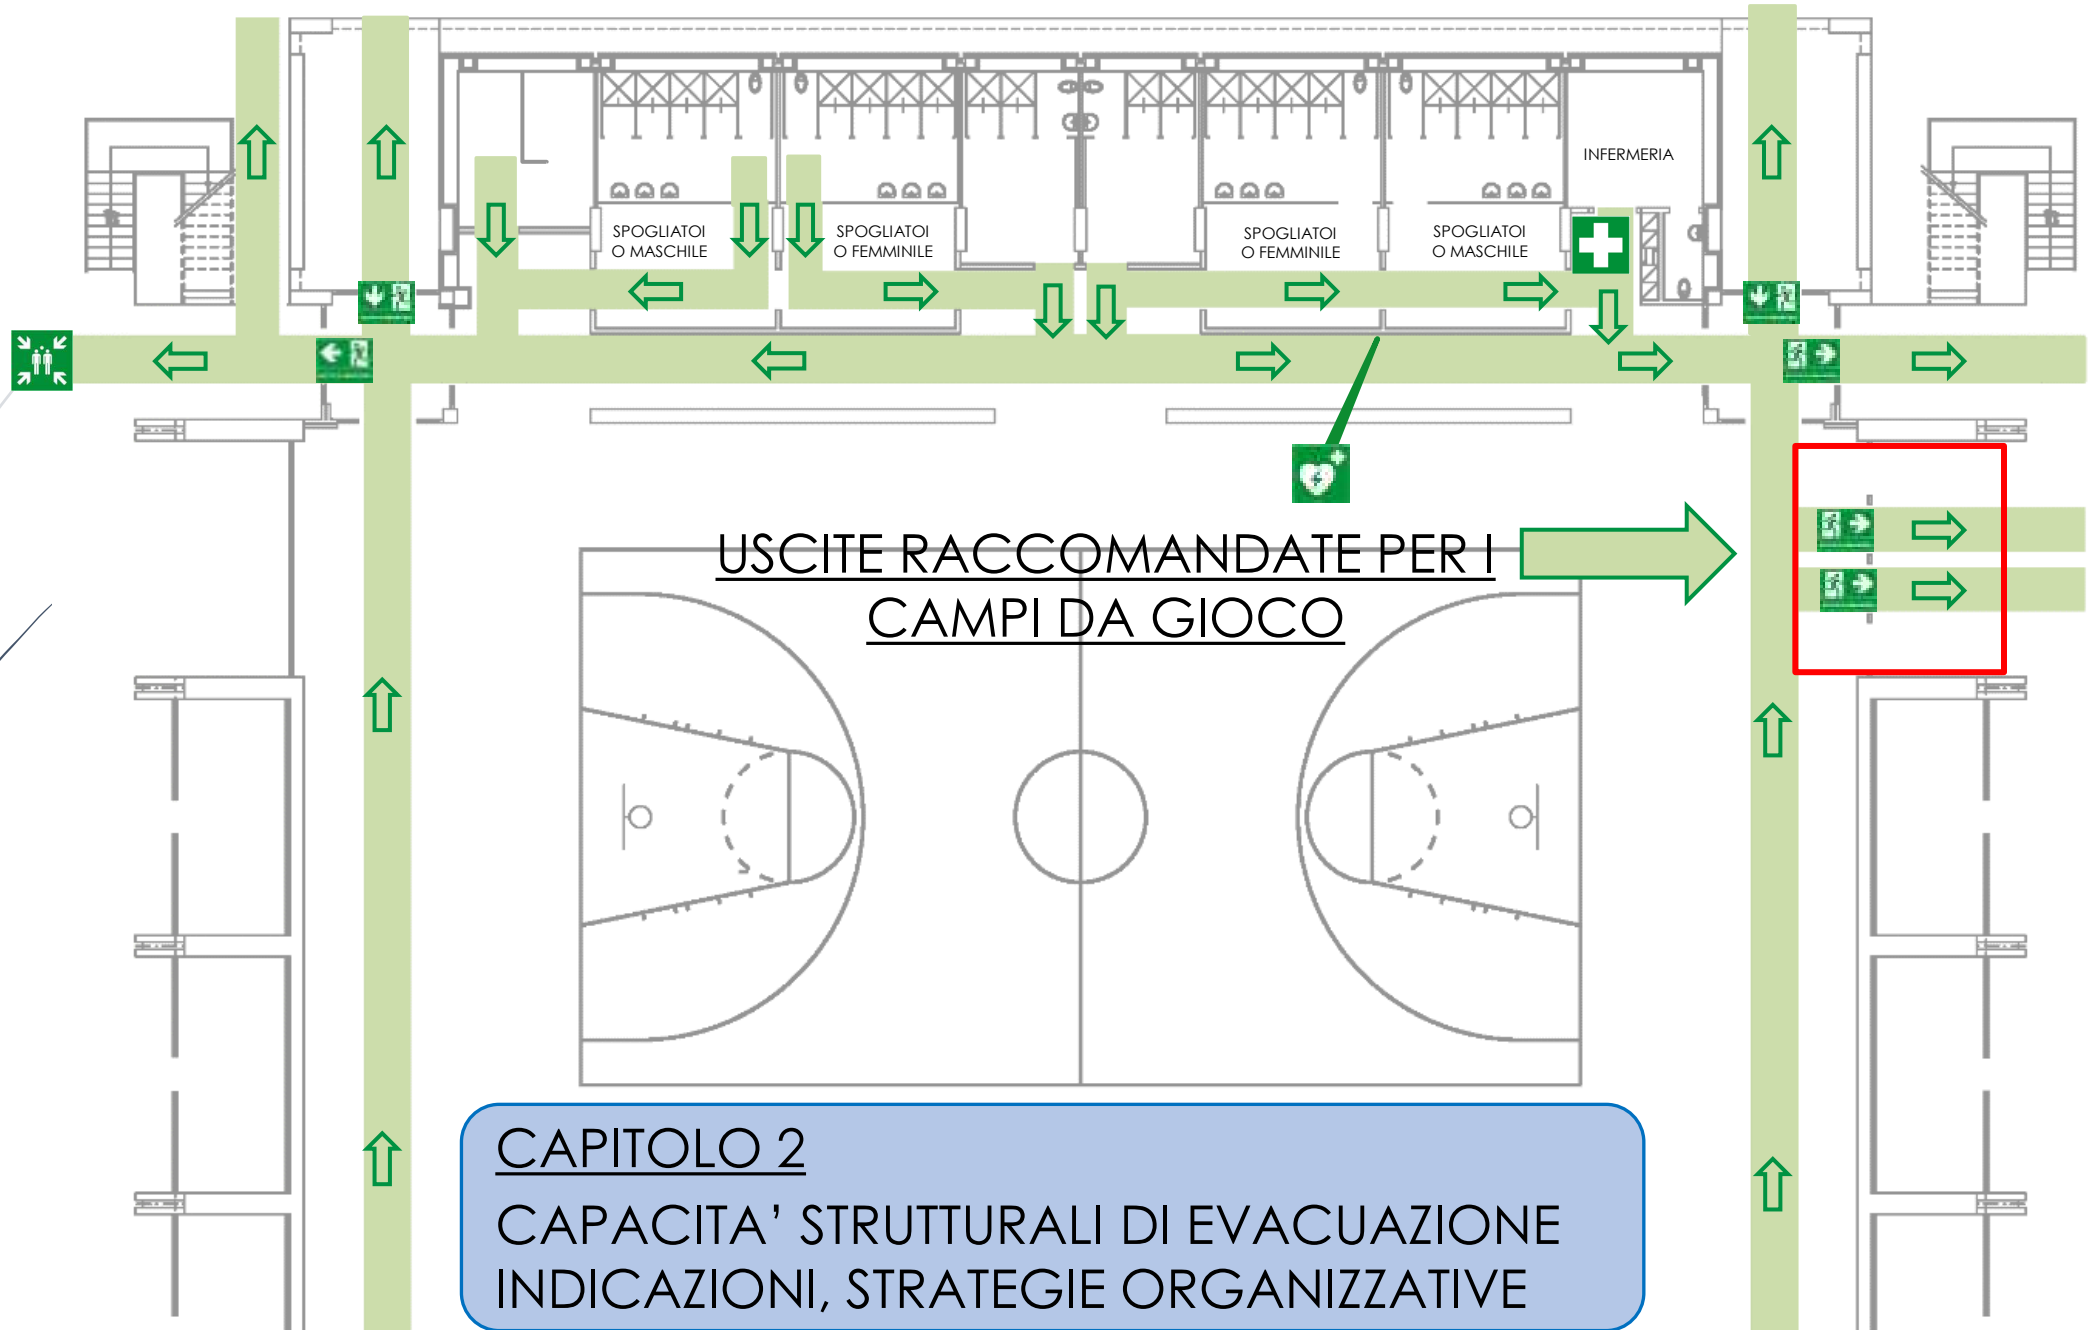 INFERMERIA
SPOGLIATOI
O MASCHILE
SPOGLIATOI
O FEMMINILE
SPOGLIATOI
O FEMMINILE
SPOGLIATOI
O MASCHILE
USCITE RACCOMANDATE PER I
CAMPI DA GIOCO
CAPITOLO 2
CAPACITA’ STRUTTURALI DI EVACUAZIONE
INDICAZIONI, STRATEGIE ORGANIZZATIVE